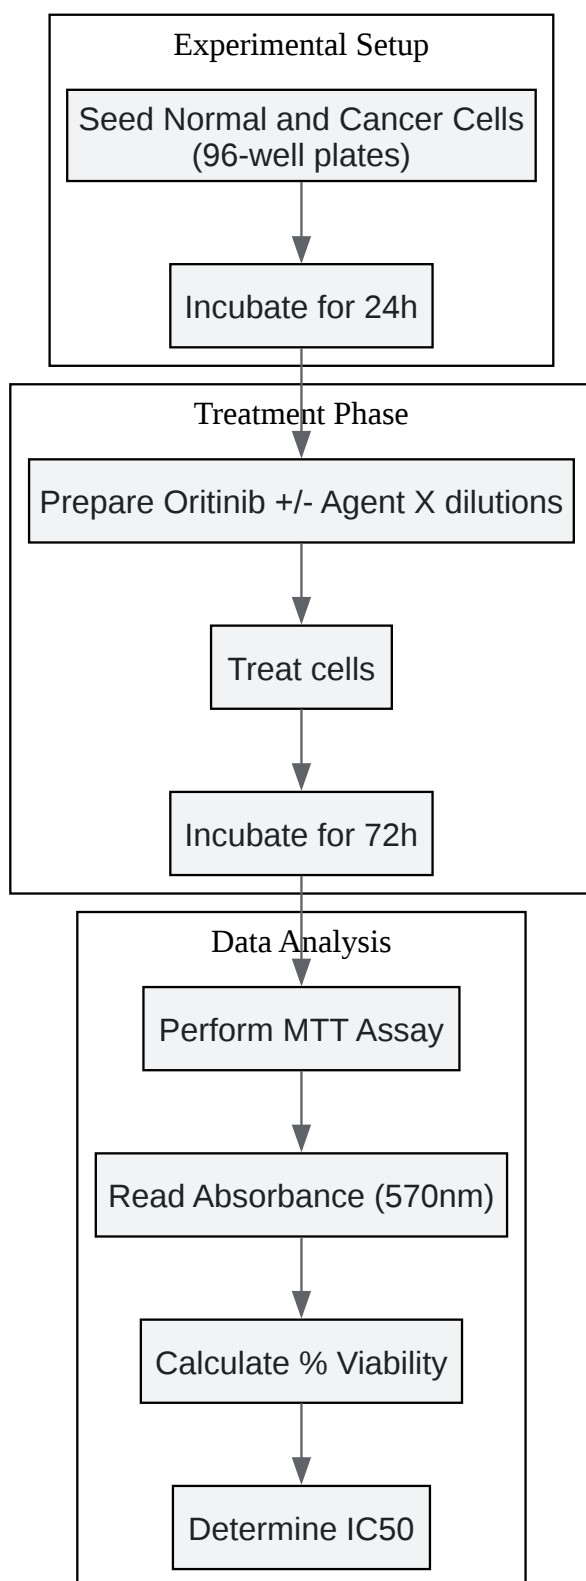 Experimental Setup
Seed Normal and Cancer Cells
(96-well plates)
Incubate for 24h
Treatment Phase
Prepare Oritinib +/- Agent X dilutions
Treat cells
Incubate for 72h
Data Analysis
Perform MTT Assay
Read Absorbance (570nm)
Calculate % Viability
Determine IC50